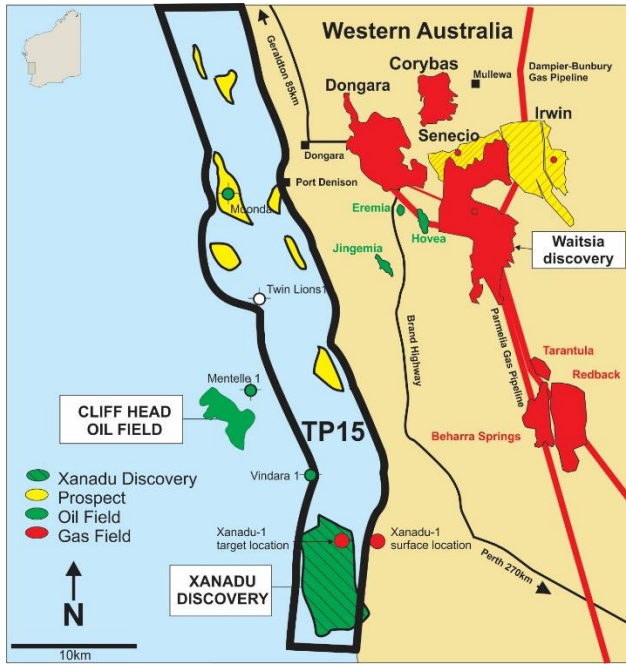 Western Australia
Geraldton 85km
Corybas
Mullewa
Dampier-Bunbury
Gas Pipeline
Dongara
Irwin
Senecio
Dongara
Port Denison
Moonda
Eremia
Hovea
Waitsia
discovery
Jingemia
Twin Lions1
Brand Highway
Parmelia Gas Pipeline
Tarantula
Redback
Mentelle 1
CLIFF HEAD
OIL FIELD
TP15
Beharra Springs
Vindara 1
Xanadu Discovery
Prospect
Oil Field
Gas Field
Xanadu-1
target location
Xanadu-1
surface location
XANADU
DISCOVERY
Perth 270km
N
10km